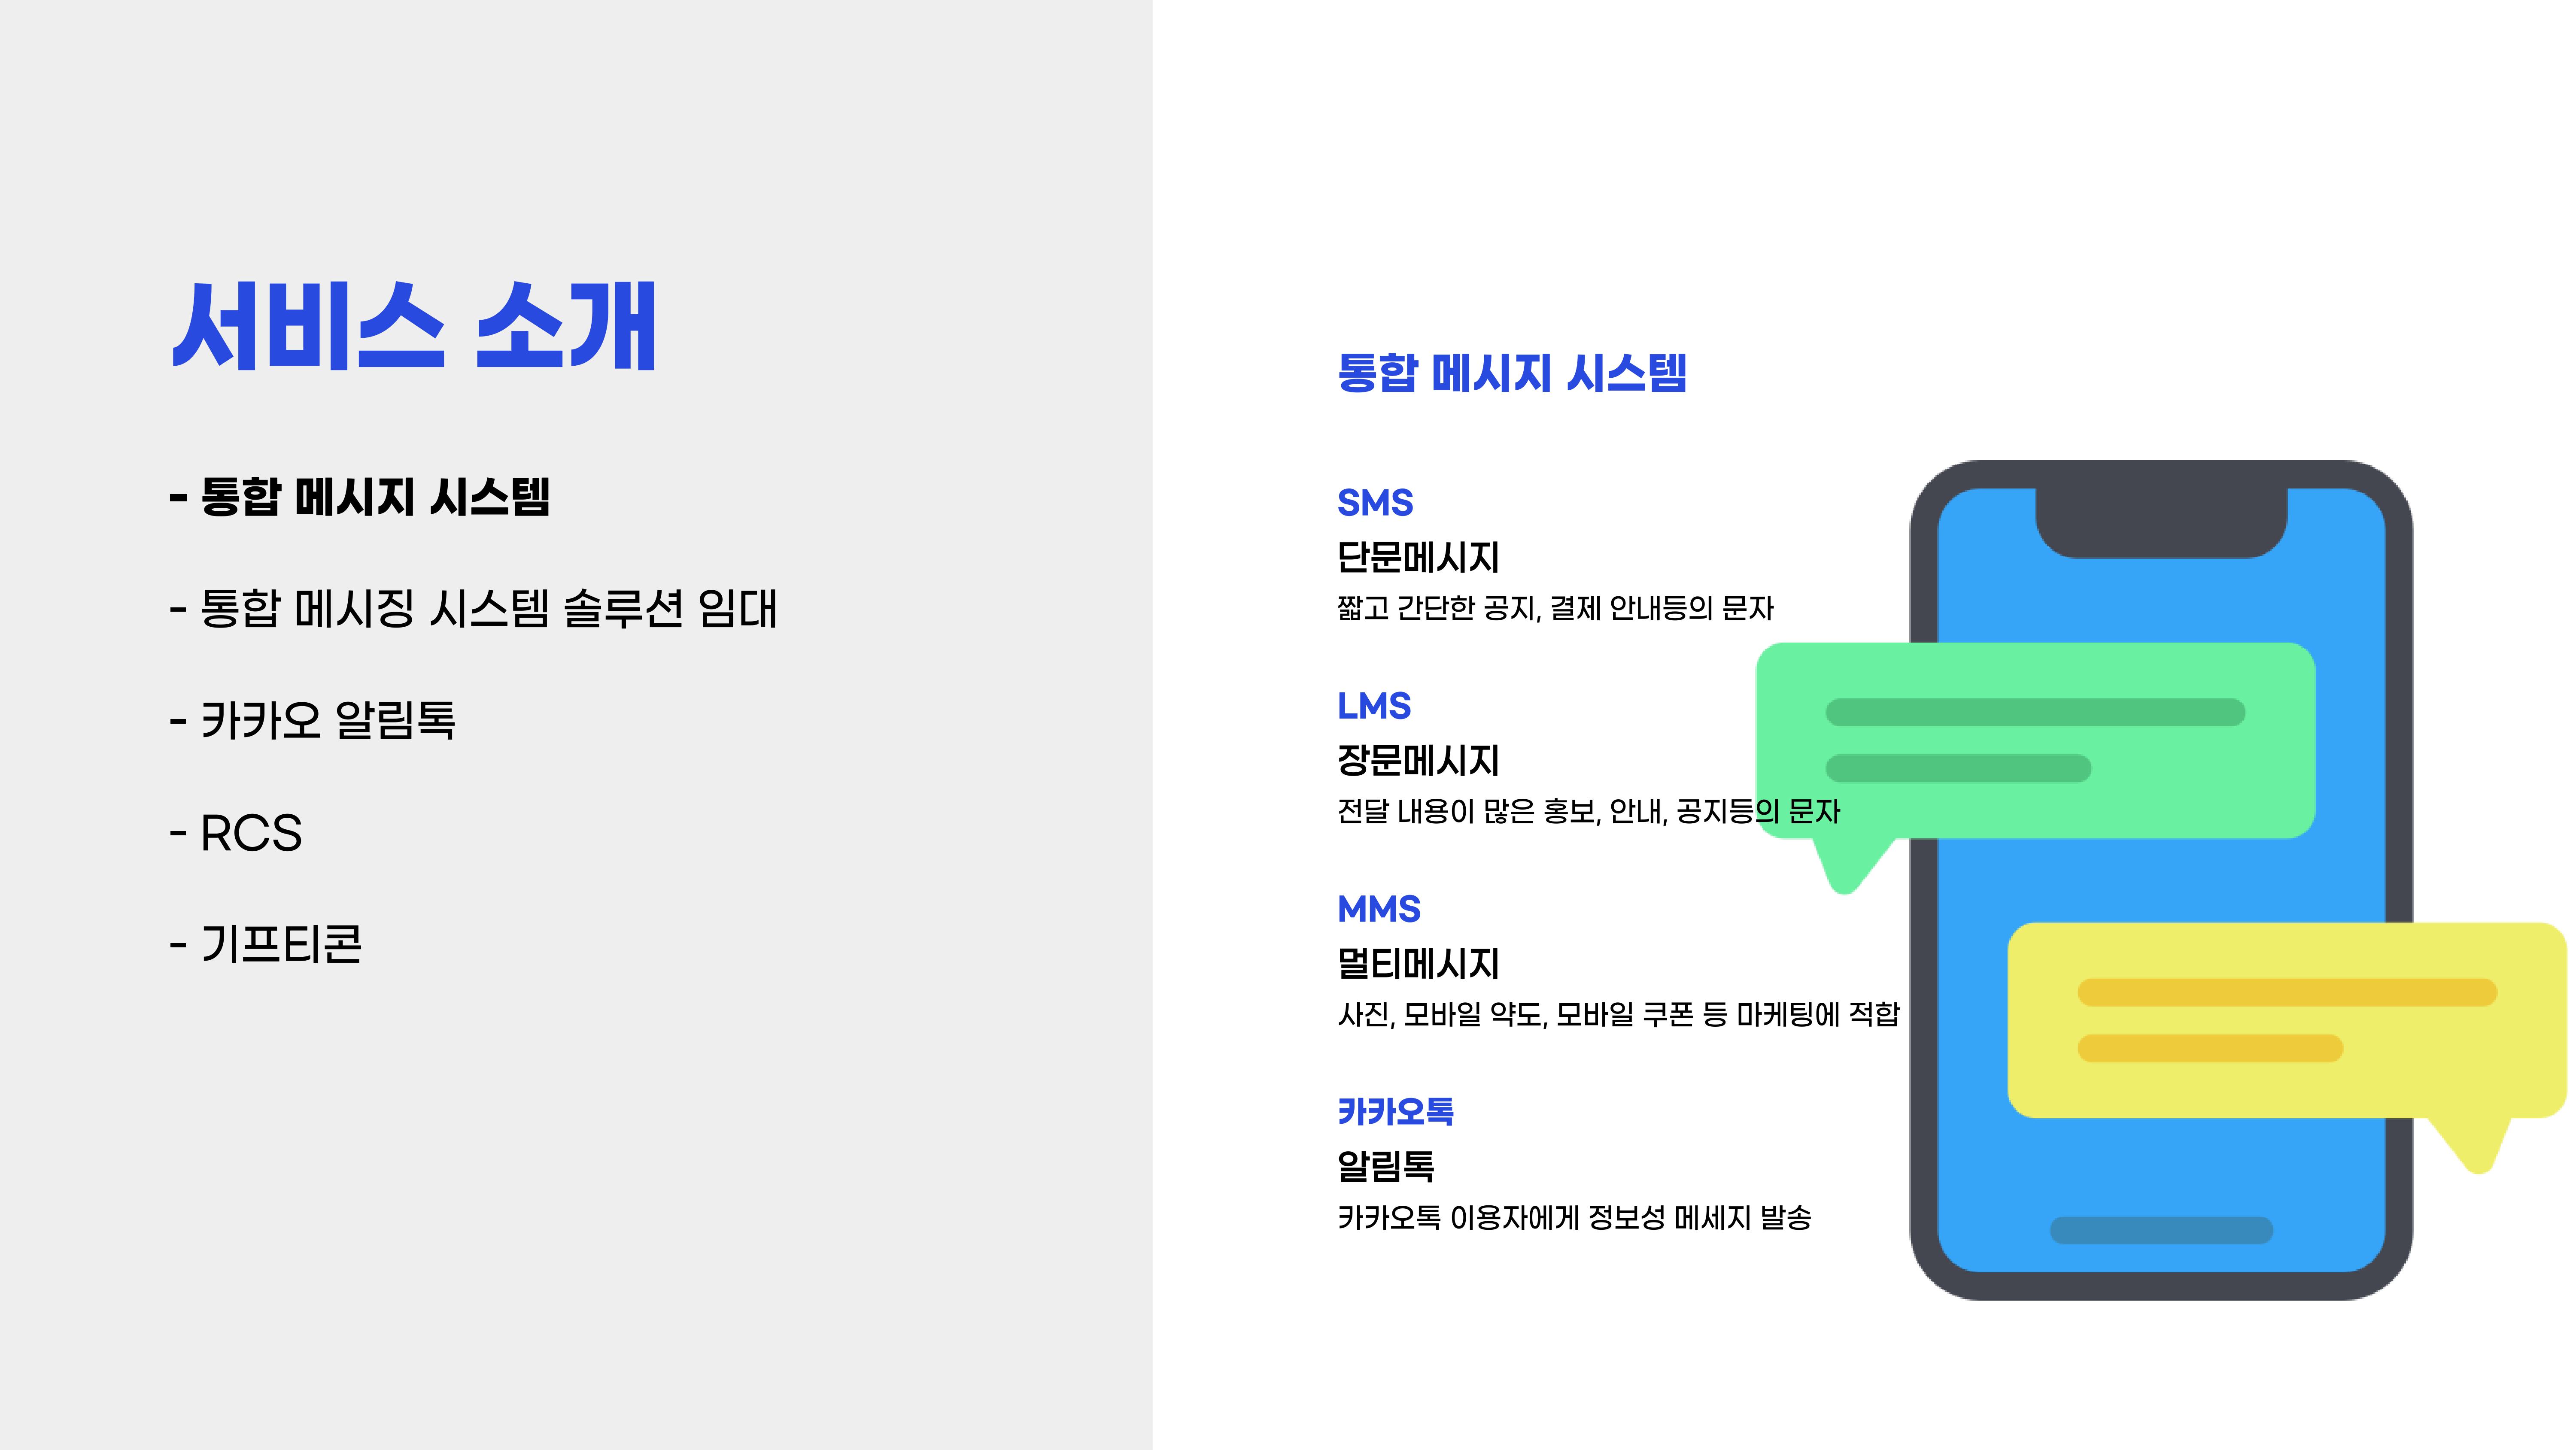 서비스 소개
- 통합 메시지 시스템
- 통합 메시징 시스템 솔루션 임대
- 카카오 알림톡
- RCS
- 기프티콘
통합 메시지 시스템
SMS
단문메시지
짧고 간단한 공지, 결제 안내등의 문자
LMS
장문메시지
전달 내용이 많은 홍보, 안내, 공지등의 문자
MMS
멀티메시지
사진, 모바일 약도, 모바일 쿠폰 등 마케팅에 적합
카카오톡
알림톡
카카오톡 이용자에게 정보성 메세지 발송